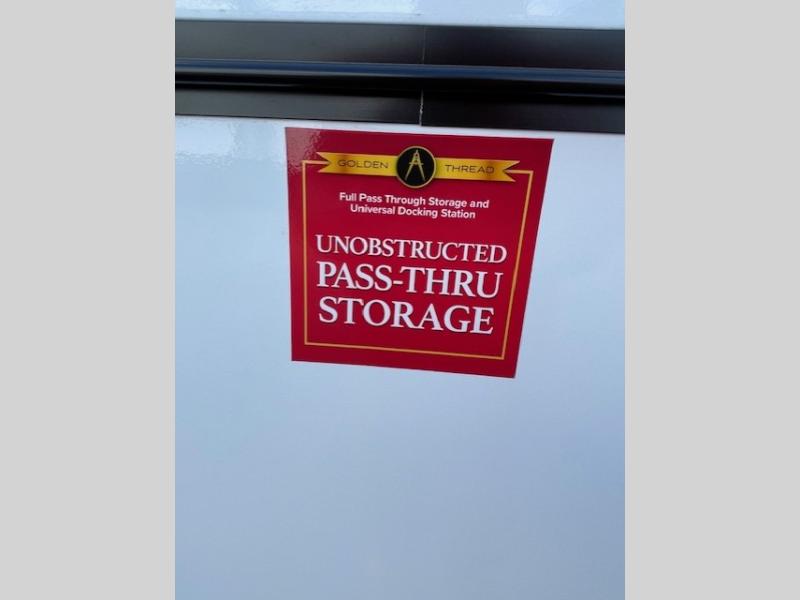 GOLDEN THREAD
Full Pass Through Storage and
Universal Docking Station
UNOBSTRUCTED
PASS-THRU
STORAGE